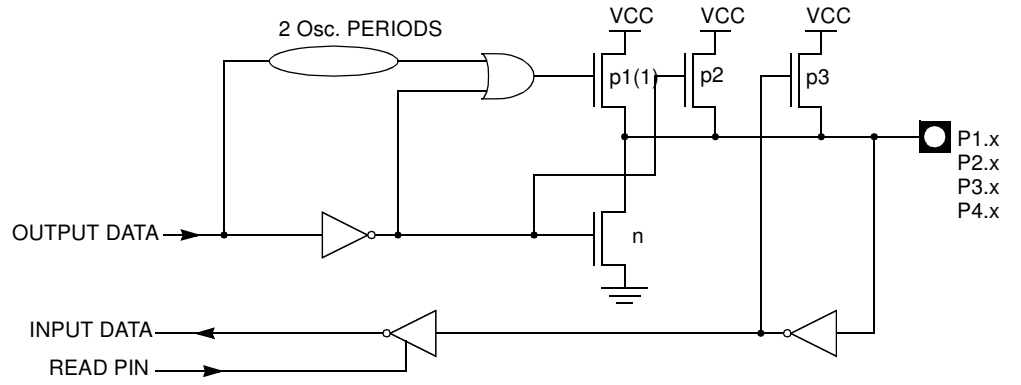 2 Osc. PERIODS
VCC
VCC
VCC
p1(1)
p2
p3
P1.x
P2.x
P3.x
P4.x
OUTPUT DATA
n
INPUT DATA
READ PIN